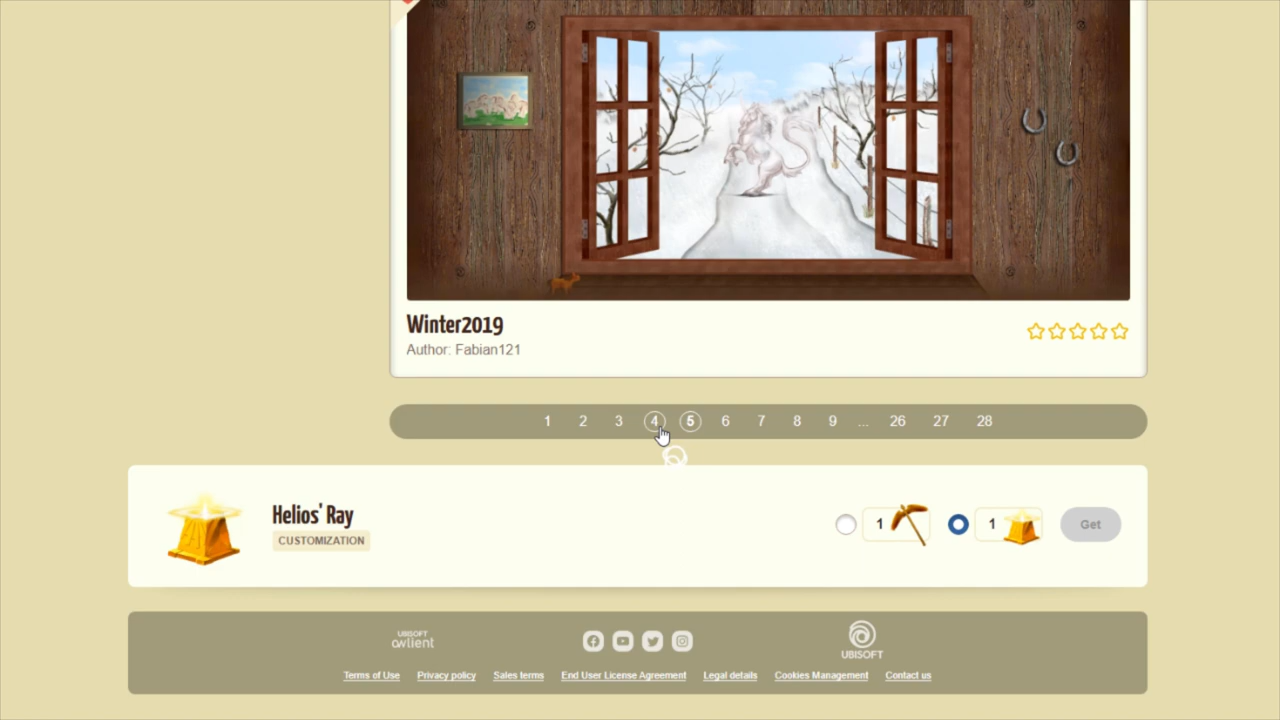 Winter2019
Author: Fabian121
1 2 3 4 5 6 7 8 9 ... 26 27 28
Helios' Ray
CUSTOMIZATION
1
1
Get
UBISOFT
owlient
UBISOFT
Terms of Use Privacy policy Sales terms End User License Agreement Legal details Cookies Management Contact us